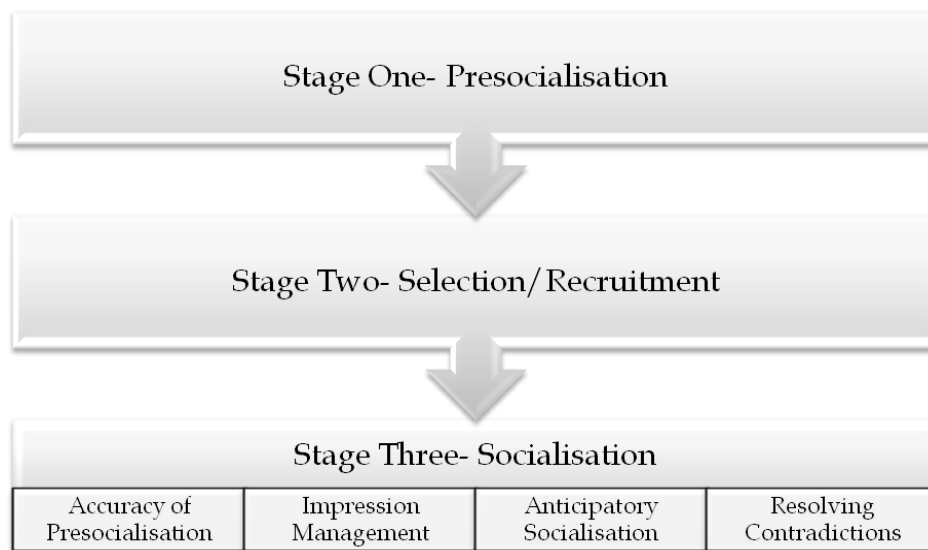 Stage One- Presocialisation
Stage Two- Selection/Recruitment
Stage Three- Socialisation
Accuracy of
Presocialisation
Impression
Management
Anticipatory
Socialisation
Resolving
Contradictions